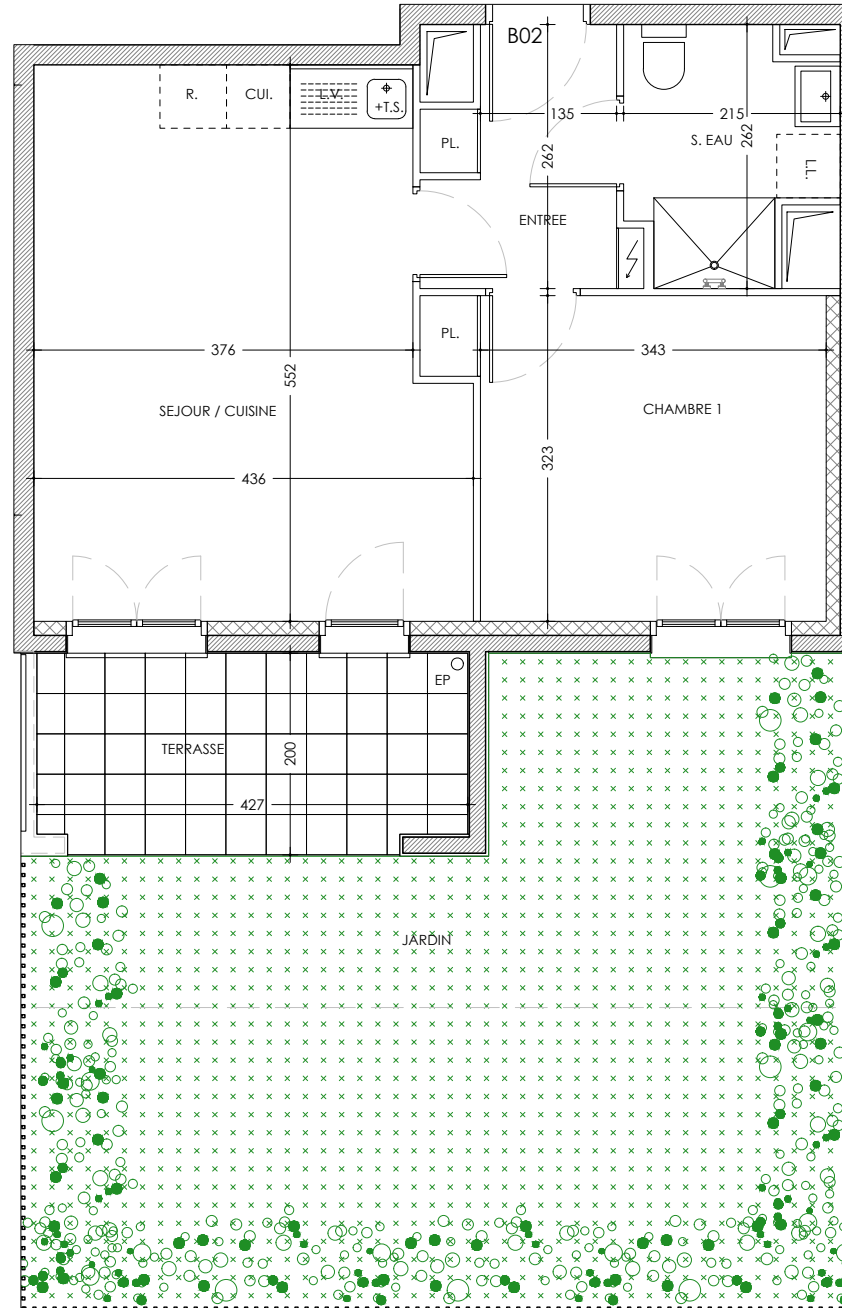 B02
R.
CUI.
L.V.
+T.S.
PL.
135
215
262
262
S. EAU
L.L.
ENTREE
PL.
376
552
343
SEJOUR / CUISINE
CHAMBRE 1
323
436
EP
TERRASSE
200
427
JARDIN